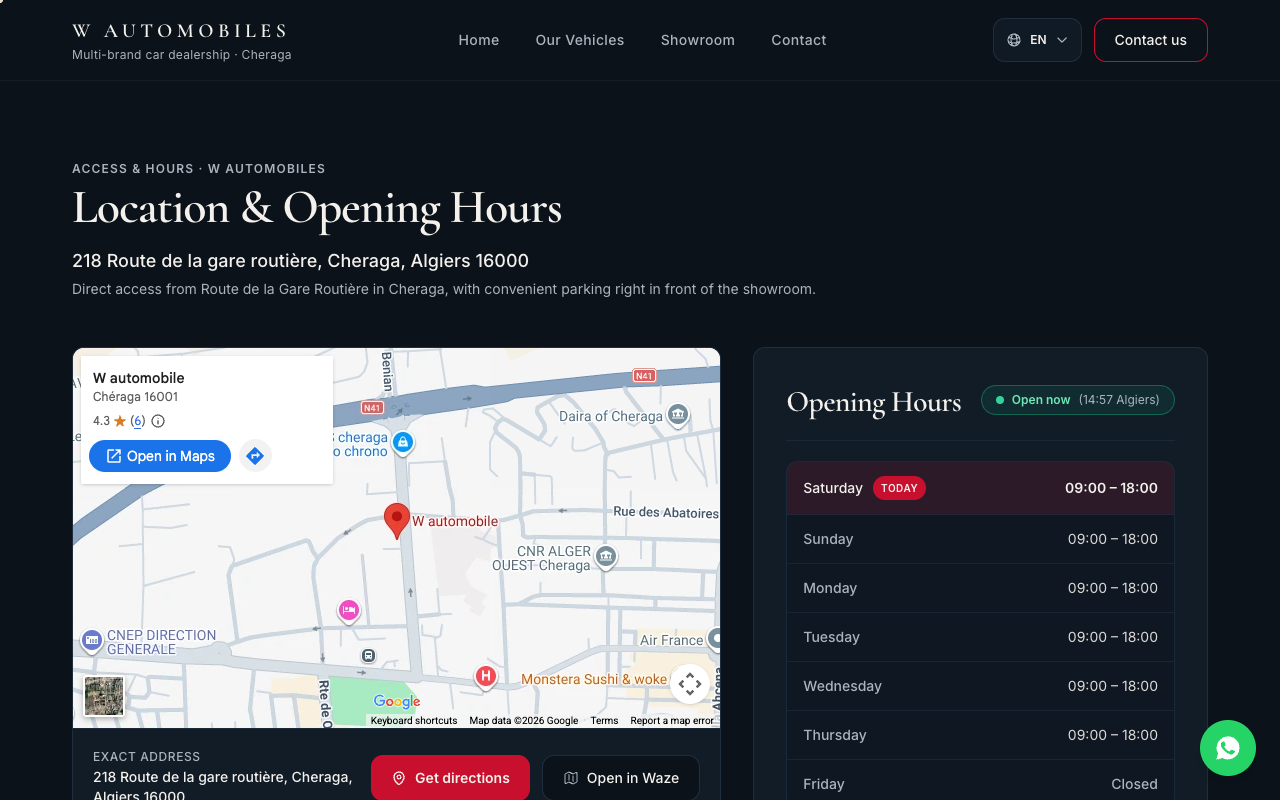 W AUTOMOBILES
Multi-brand car dealership · Cheraga
Home
Our Vehicles
Showroom
Contact
EN
Contact us
ACCESS & HOURS · W AUTOMOBILES
Location & Opening Hours
218 Route de la gare routière, Cheraga, Algiers 16000
Direct access from Route de la Gare Routière in Cheraga, with convenient parking right in front of the showroom.
W automobile
Chéraga 16001
4.3 ★ (6)
Open in Maps
Benian
N41
N41
Daira of Cheraga
cheraga
o chrono
W automobile
Rue des Abatoires
CNR ALGER
OUEST Cheraga
CNEP DIRECTION
GENERALE
Air France
H
Monstera Sushi & woke
Rte de
Google
Keyboard shortcuts
Map data ©2026 Google
Terms
Report a map error
EXACT ADDRESS
218 Route de la gare routière, Cheraga,
Algiers 16000
Get directions
Open in Waze
Opening Hours
Open now (14:57 Algiers)
Saturday TODAY 09:00 – 18:00
Sunday 09:00 – 18:00
Monday 09:00 – 18:00
Tuesday 09:00 – 18:00
Wednesday 09:00 – 18:00
Thursday 09:00 – 18:00
Friday Closed